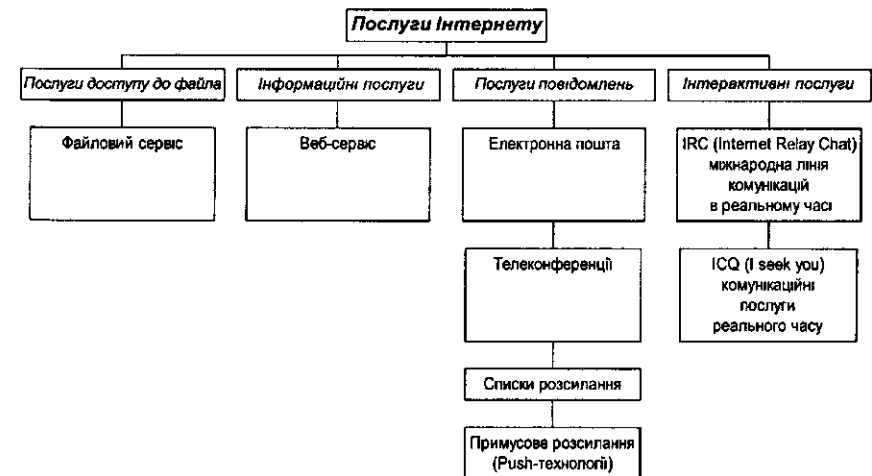 Послуги Інтернету
Послуги доступу до файла
Інформаційні послуги
Послуги повідомлень
Інтерактивні послуги
Файловий сервіс
Веб-сервіс
Електронна пошта
IRC (Internet Relay Chat)
міжнародна лінія
комунікацій
в реальному часі
Телеконференції
ICQ (I seek you)
комунікаційні
послуги
реального часу
Списки розсилання
Примусове розсилання
(Push-технології)